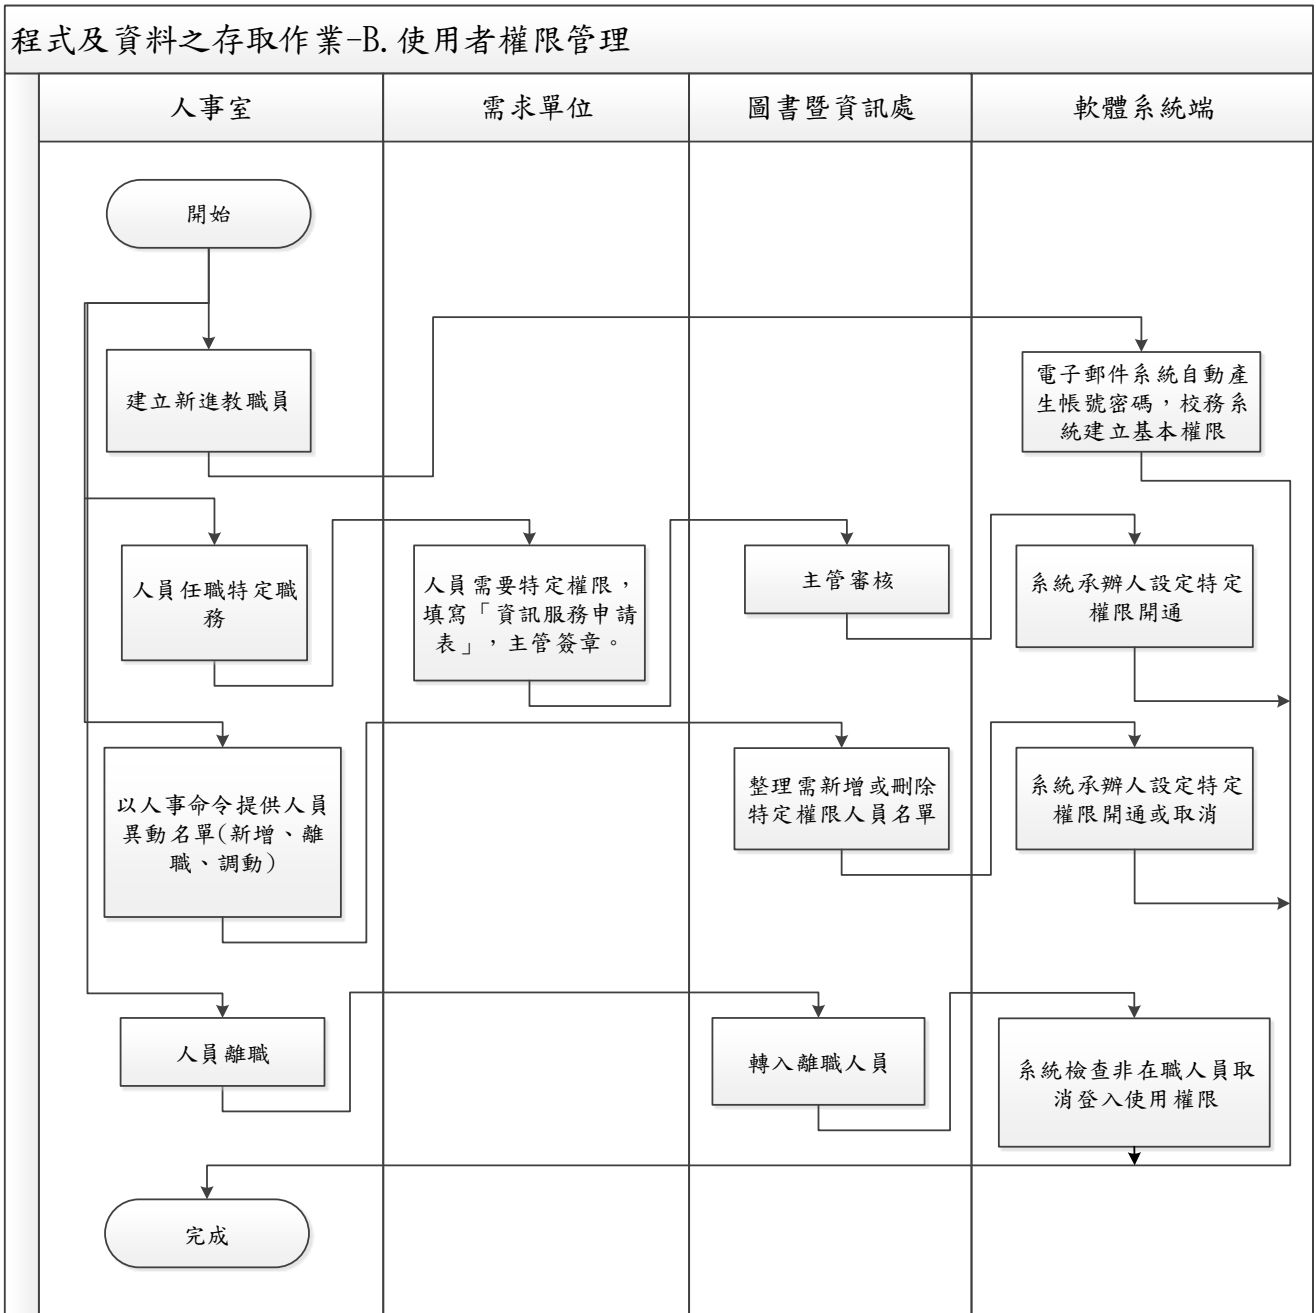 程式及資料之存取作業-B.使用者權限管理
人事室
需求單位
圖書暨資訊處
軟體系統端
開始
建立新進教職員
電子郵件系統自動產
生帳號密碼，校務系
統建立基本權限
人員任職特定職
務
人員需要特定權限，
填寫「資訊服務申請
表」，主管簽章。
主管審核
系統承辦人設定特定
權限開通
以人事命令提供人員
異動名單(新增、離
職、調動)
整理需新增或刪除
特定權限人員名單
系統承辦人設定特定
權限開通或取消
人員離職
轉入離職人員
系統檢查非在職人員取
消登入使用權限
完成